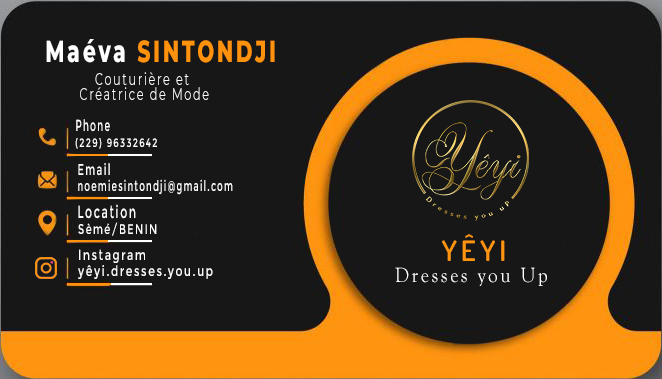 Maéva SINTONDJI
Couturière et
Créatrice de Mode
Phone
(229) 96332642
Email
noemiesintondji@gmail.com
Location
Sèmé/BENIN
Instagram
yêyi.dresses.you.up
Yêyi
Dresses you up
YÊYI
Dresses you Up